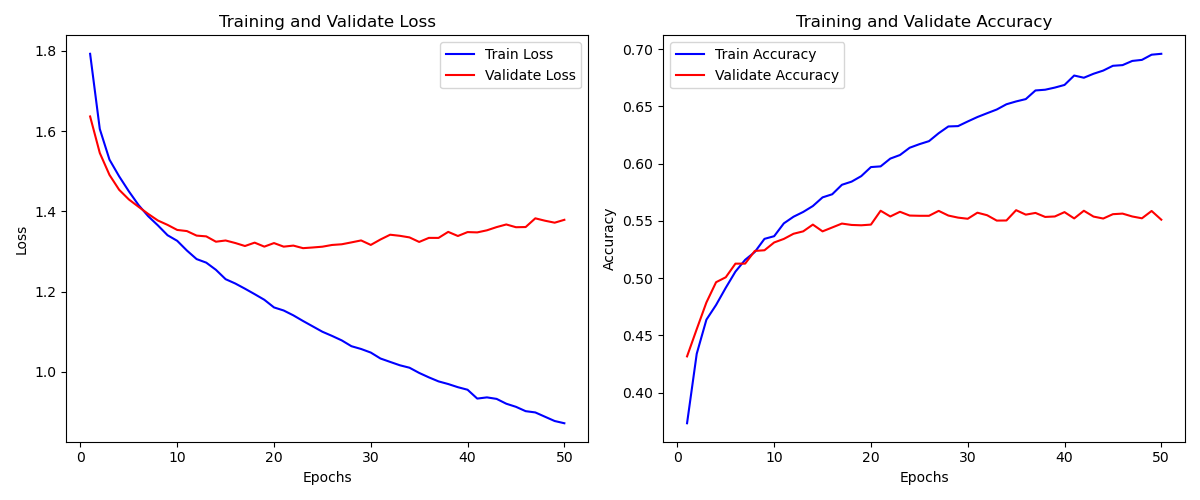 Training and Validate Loss
Train Loss
Validate Loss
1.8
1.6
1.4
1.2
1.0
Loss
0
10
20
30
40
50
Epochs
Training and Validate Accuracy
Train Accuracy
Validate Accuracy
0.70
0.65
0.60
0.55
0.50
0.45
0.40
Accuracy
0
10
20
30
40
50
Epochs